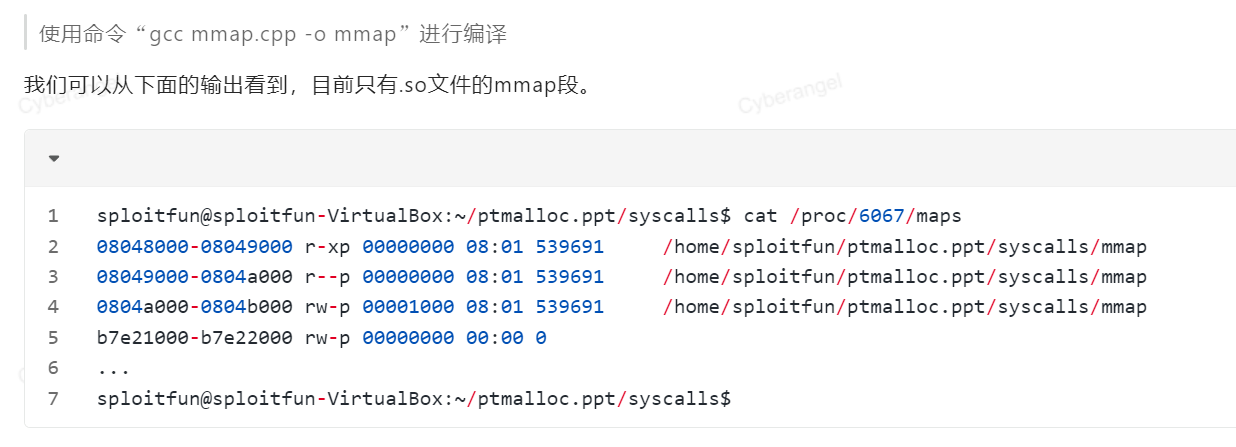 使用命令“gcc mmap.cpp -o mmap”进行编译
我们可以从下面的输出看到，目前只有.so文件的mmap段。
Cyberangel
1 sploitfun@sploitfun-VirtualBox:~/ptmalloc.ppt/syscalls$ cat /proc/6067/maps
2 08048000-08049000 r-xp 00000000 08:01 539691     /home/sploitfun/ptmalloc.ppt/syscalls/mmap
3 08049000-0804a000 r--p 00000000 08:01 539691     /home/sploitfun/ptmalloc.ppt/syscalls/mmap
4 0804a000-0804b000 rw-p 00001000 08:01 539691     /home/sploitfun/ptmalloc.ppt/syscalls/mmap
5 b7e21000-b7e22000 rw-p 00000000 00:00 0
6 ...
7 sploitfun@sploitfun-VirtualBox:~/ptmalloc.ppt/syscalls$